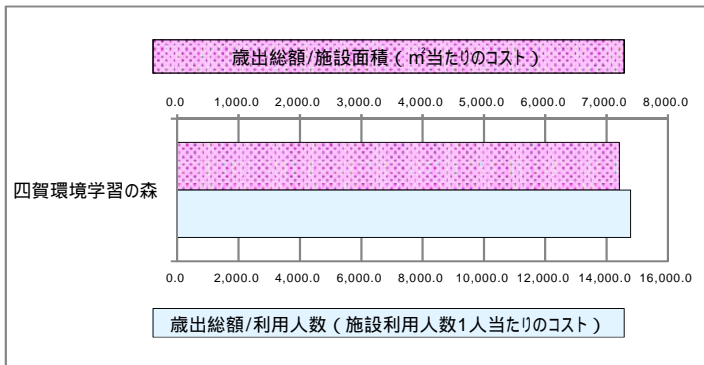 歳出総額/施設面積（㎡当たりのコスト）
0.0 1,000.0 2,000.0 3,000.0 4,000.0 5,000.0 6,000.0 7,000.0 8,000.0
四賀環境学習の森
0.0 2,000.0 4,000.0 6,000.0 8,000.0 10,000.0 12,000.0 14,000.0 16,000.0
歳出総額/利用人数（施設利用人数1人当たりのコスト）